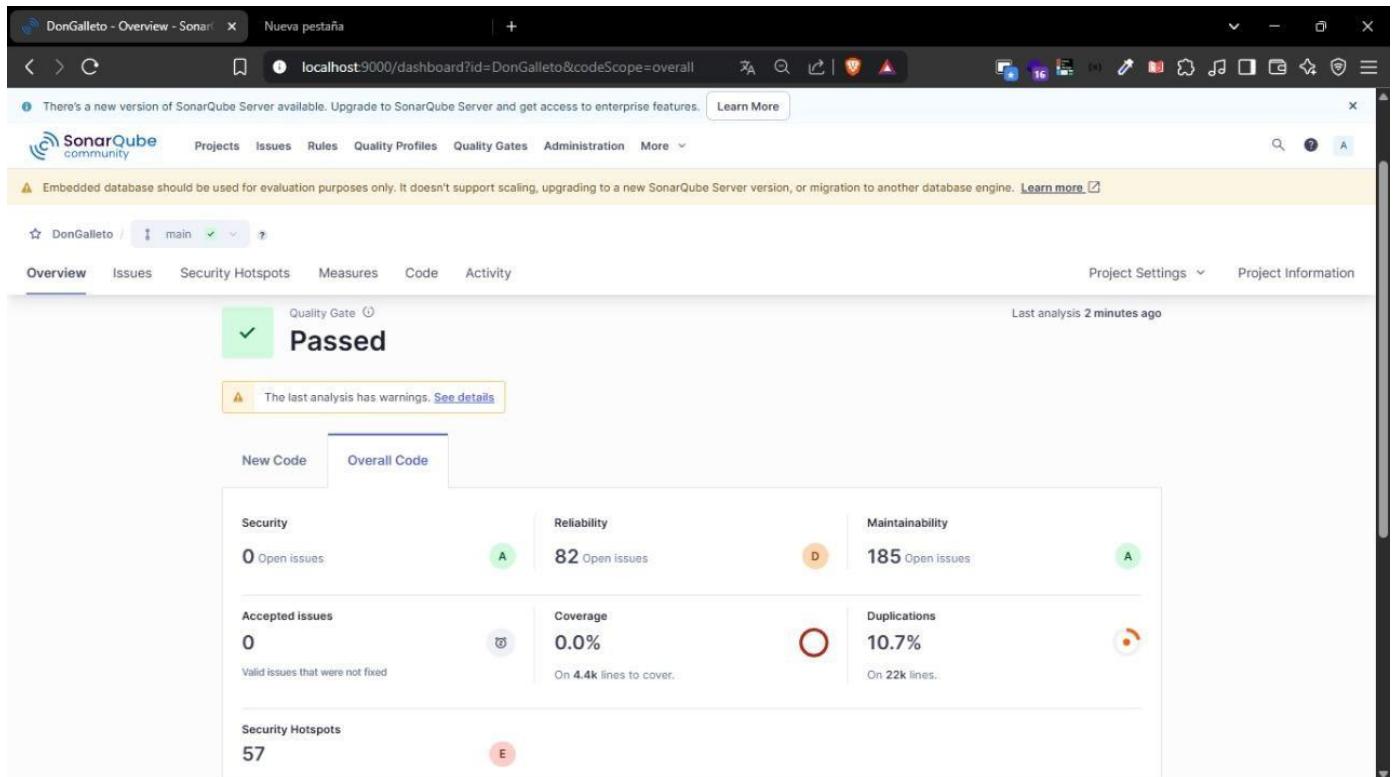 DonGalleto - Overview - Sonar
Nueva pestaña
localhost:9000/dashboard?id=DonGalleto&codeScope=overall
16
There's a new version of SonarQube Server available. Upgrade to SonarQube Server and get access to enterprise features. Learn More
SonarQube community
Projects Issues Rules Quality Profiles Quality Gates Administration More
A
Embedded database should be used for evaluation purposes only. It doesn't support scaling, upgrading to a new SonarQube Server version, or migration to another database engine. Learn more
DonGalleto / main ?
Overview Issues Security Hotspots Measures Code Activity Project Settings Project Information
Quality Gate
Passed
Last analysis 2 minutes ago
The last analysis has warnings. See details
New Code Overall Code
Security
0 Open issues A
Reliability
82 Open issues D
Maintainability
185 Open issues A
Accepted issues
0
Valid issues that were not fixed
Coverage
0.0%
On 4.4k lines to cover.
Duplications
10.7%
On 22k lines.
Security Hotspots
57 E